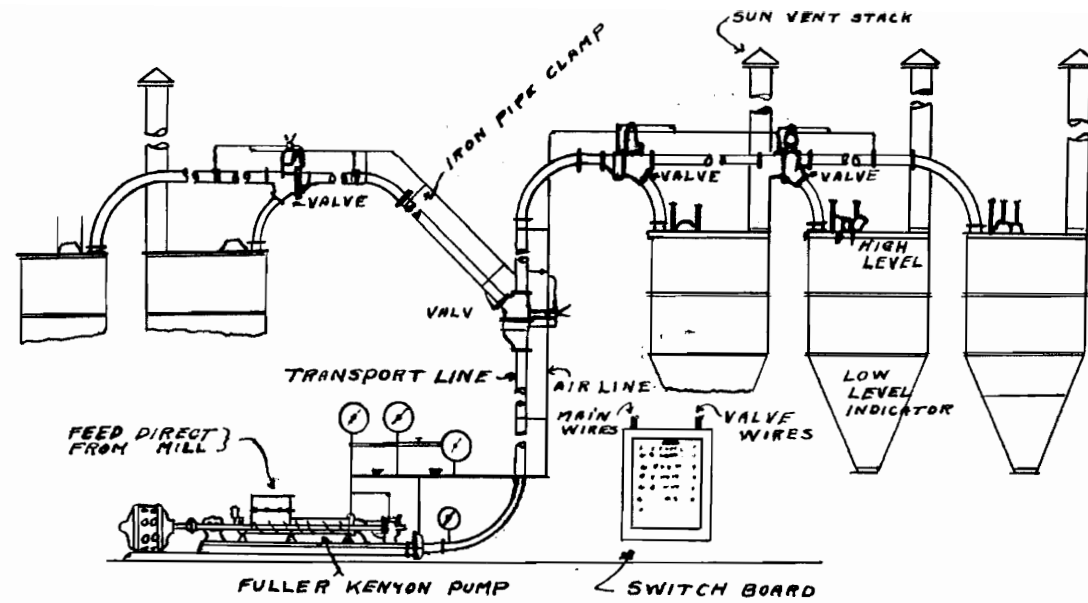 SUN VENT STACK
IRON PIPE CLAMP
VALVE
VALVE
VALVE
HIGH
LEVEL
VALV
TRANSPORT LINE
AIR LINE
LOW
LEVEL
INDICATOR
MAIN
WIRES
VALVE
WIRES
FEED DIRECT
FROM MILL
FULLER KENYON PUMP
SWITCH BOARD